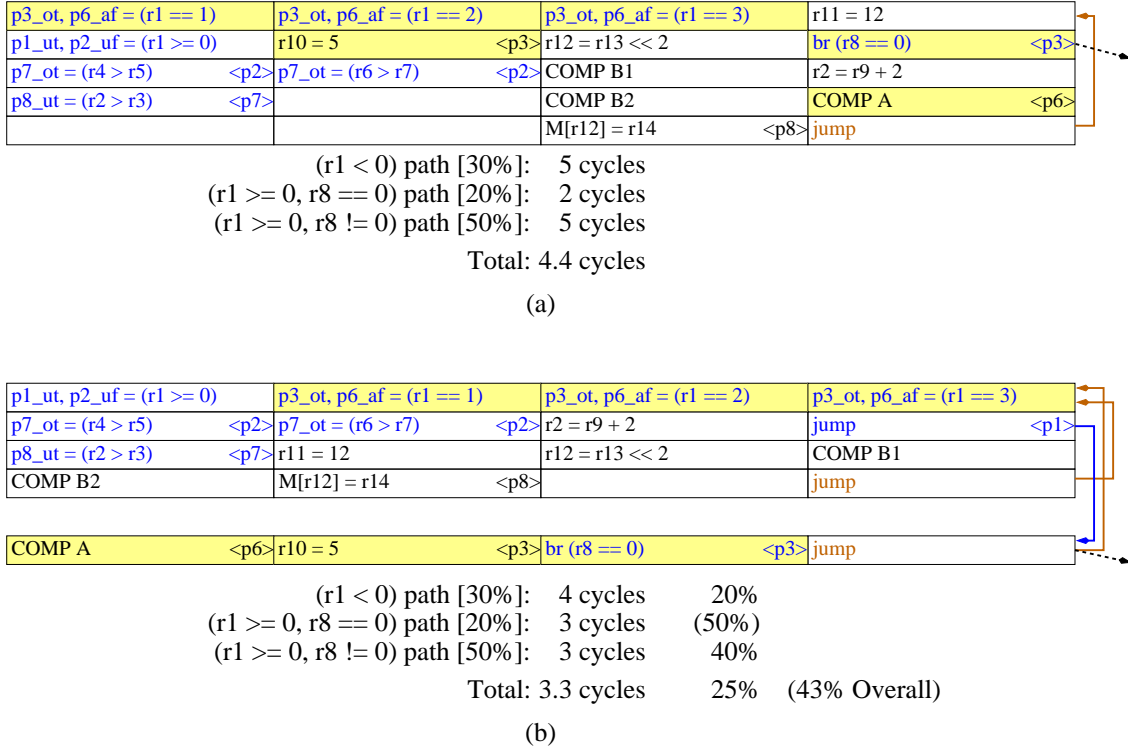 p3_ot, p6_af = (r1 == 1) p3_ot, p6_af = (r1 == 2) p3_ot, p6_af = (r1 == 3) r11 = 12
p1_ut, p2_uf = (r1 >= 0) r10 = 5 <p3> r12 = r13 << 2 br (r8 == 0) <p3>
p7_ot = (r4 > r5) <p2> p7_ot = (r6 > r7) <p2> COMP B1 r2 = r9 + 2
p8_ut = (r2 > r3) <p7> COMP B2 COMP A <p6>
M[r12] = r14 <p8> jump
(r1 < 0) path [30%]: 5 cycles
(r1 >= 0, r8 == 0) path [20%]: 2 cycles
(r1 >= 0, r8 != 0) path [50%]: 5 cycles
Total: 4.4 cycles
(a)
p1_ut, p2_uf = (r1 >= 0) p3_ot, p6_af = (r1 == 1) p3_ot, p6_af = (r1 == 2) p3_ot, p6_af = (r1 == 3)
p7_ot = (r4 > r5) <p2> p7_ot = (r6 > r7) <p2> r2 = r9 + 2 jump <p1>
p8_ut = (r2 > r3) <p7> r11 = 12 r12 = r13 << 2 COMP B1
COMP B2 M[r12] = r14 <p8> jump
COMP A <p6> r10 = 5 <p3> br (r8 == 0) <p3> jump
(r1 < 0) path [30%]: 4 cycles 20%
(r1 >= 0, r8 == 0) path [20%]: 3 cycles (50%)
(r1 >= 0, r8 != 0) path [50%]: 3 cycles 40%
Total: 3.3 cycles 25% (43% Overall)
(b)